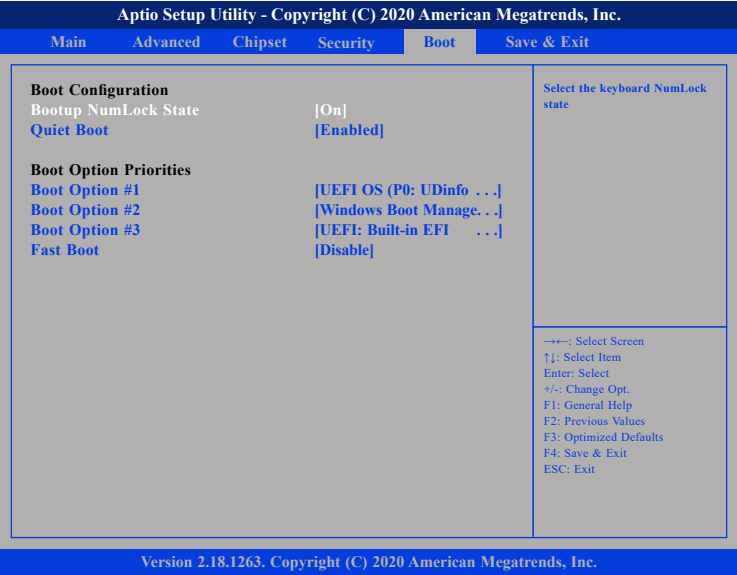 Aptio Setup Utility - Copyright (C) 2020 American Megatrends, Inc.
Main Advanced Chipset Security Boot Save & Exit
Boot Configuration
Bootup NumLock State [On]
Quiet Boot [Enabled]
Boot Option Priorities
Boot Option #1 [UEFI OS (P0: UDinfo . . .]
Boot Option #2 [Windows Boot Manage. . .]
Boot Option #3 [UEFI: Built-in EFI . . .]
Fast Boot [Disable]
Select the keyboard NumLock
state
→←: Select Screen
↑↓: Select Item
Enter: Select
+/-: Change Opt.
F1: General Help
F2: Previous Values
F3: Optimized Defaults
F4: Save & Exit
ESC: Exit
Version 2.18.1263. Copyright (C) 2020 American Megatrends, Inc.